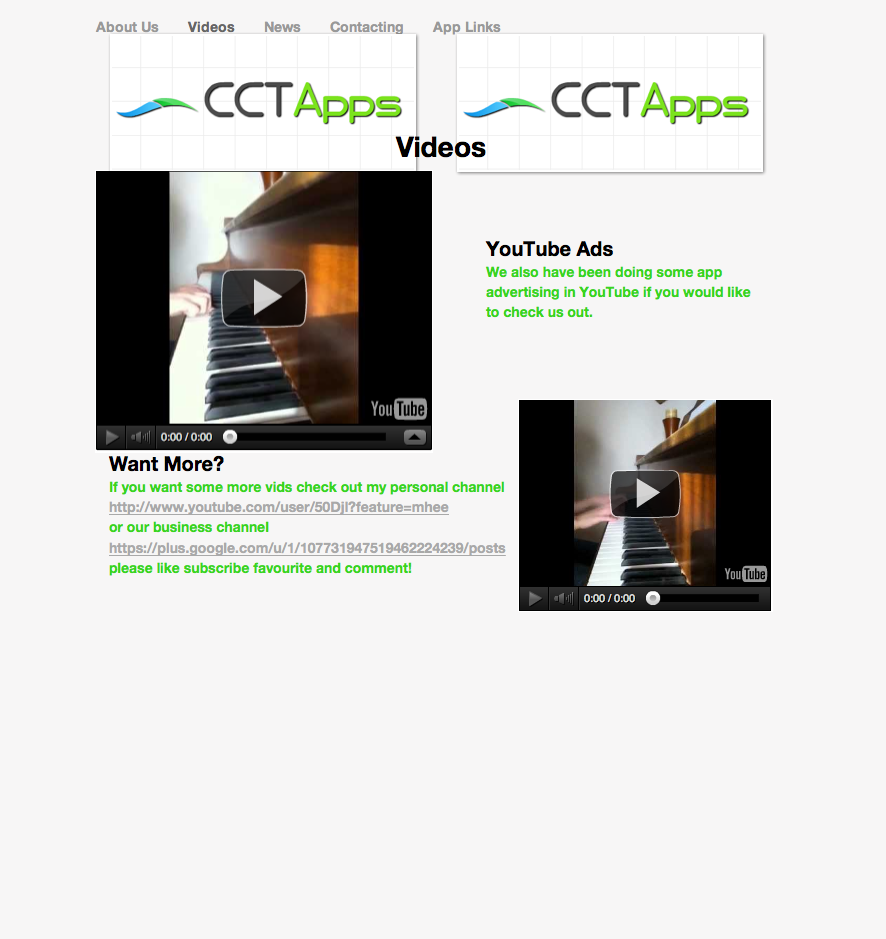 About Us Videos News Contacting App Links
CCTApps CCTApps
Videos
YouTube Ads
We also have been doing some app
advertising in YouTube if you would like
to check us out.
YouTube
0:00 / 0:00
Want More?
If you want some more vids check out my personal channel
http://www.youtube.com/user/50Djl?feature=mhee
or our business channel
https://plus.google.com/u/1/107731947519462224239/posts
please like subscribe favourite and comment!
YouTube
0:00 / 0:00